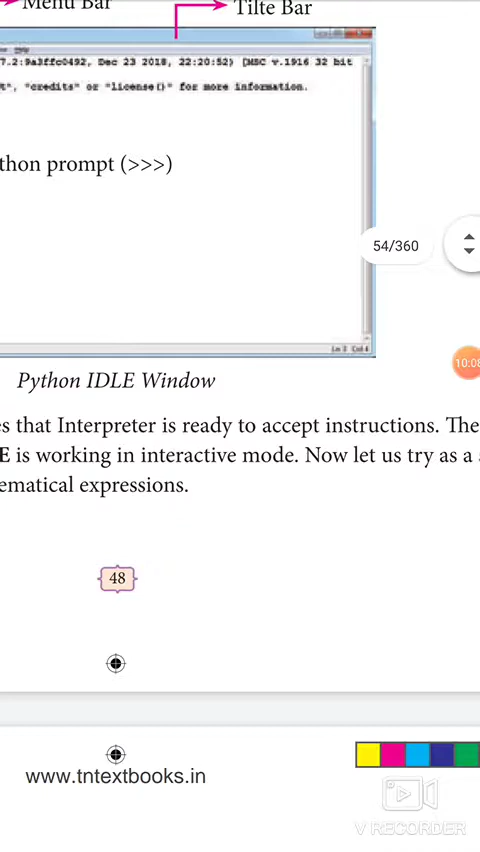 Menu Bar
Tilte Bar
7.2:9a3ffc0492, Dec 23 2018, 22:20:52) [MSC v.1916 32 bit
t", "credits" or "license()" for more information.
thon prompt (>>>)
54/360
10:08
Python IDLE Window
es that Interpreter is ready to accept instructions. The
E is working in interactive mode. Now let us try as a
ematical expressions.
48
www.tntextbooks.in
V RECORDER